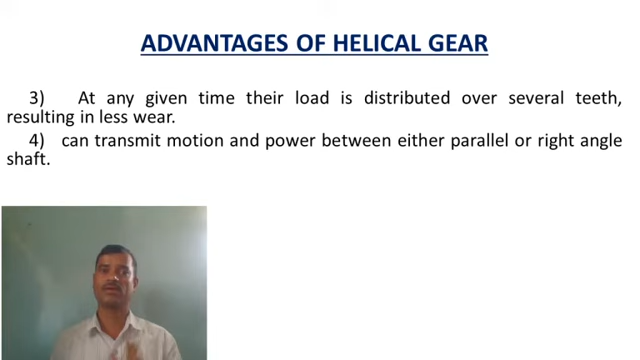 ADVANTAGES OF HELICAL GEAR
3) At any given time their load is distributed over several teeth,
resulting in less wear.
4) can transmit motion and power between either parallel or right angle
shaft.